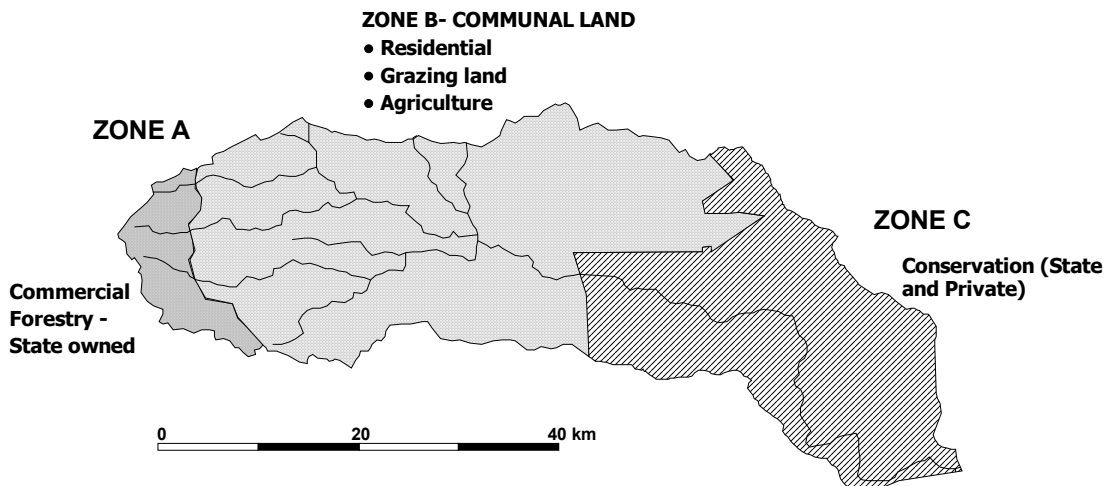 ZONE B- COMMUNAL LAND
• Residential
• Grazing land
• Agriculture
ZONE A
ZONE C
Conservation (State
and Private)
Commercial
Forestry -
State owned
0 20 40 km